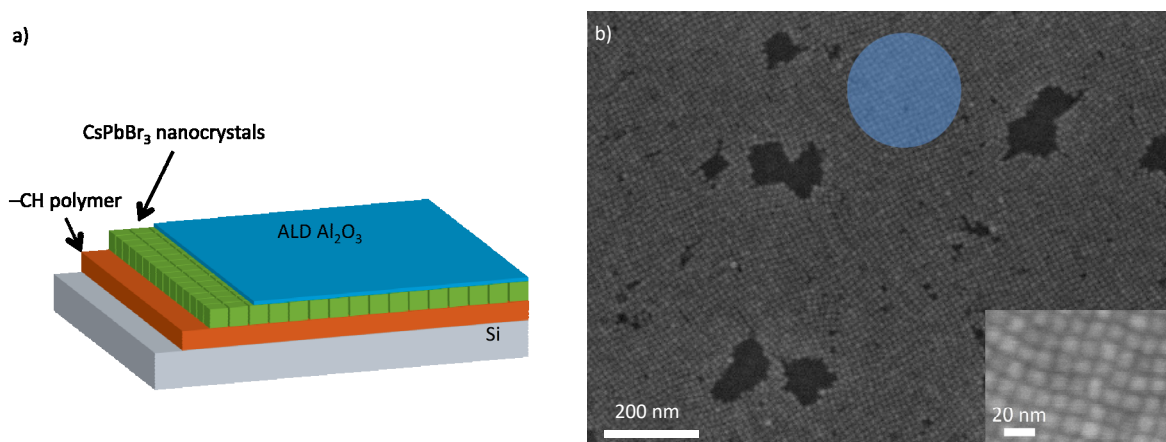 a)
CsPbBr₃ nanocrystals
–CH polymer
ALD Al₂O₃
Si
b)
200 nm
20 nm